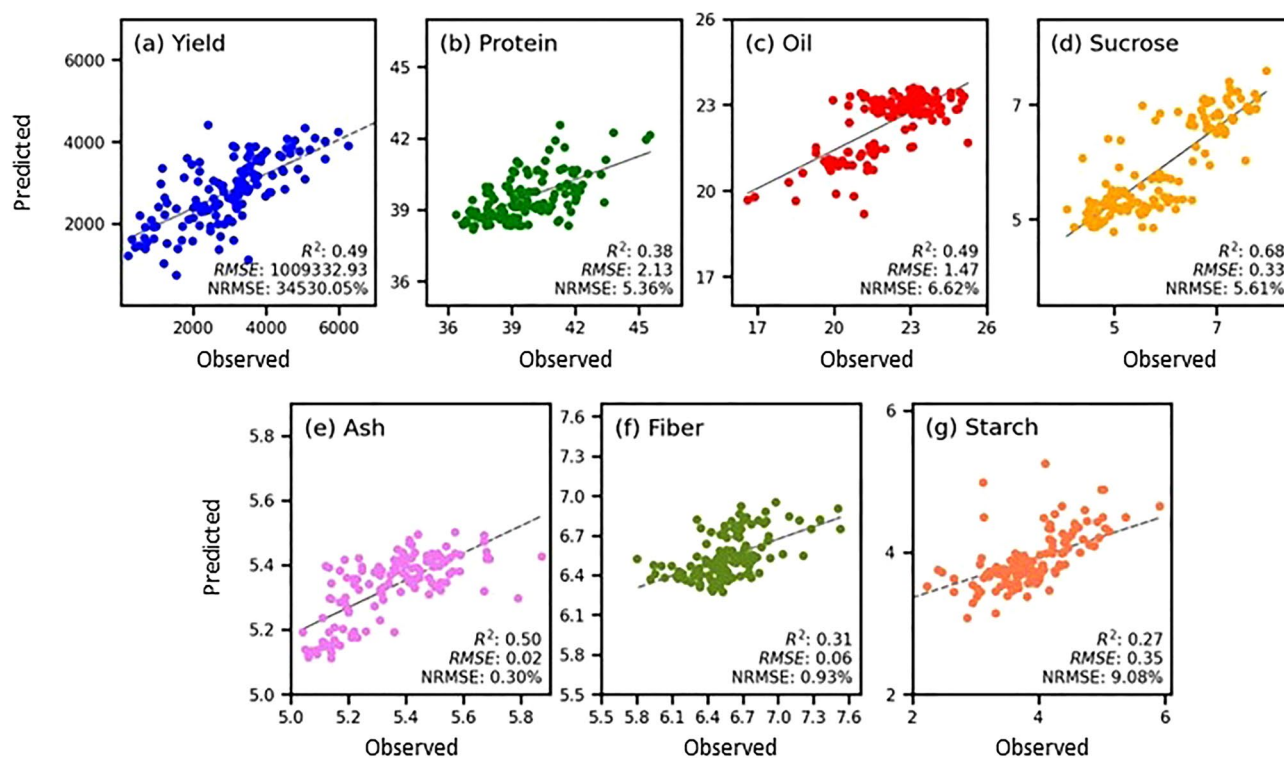 (a) Yield
6000
4000
2000
Predicted
R²: 0.49
RMSE: 1009332.93
NRMSE: 34530.05%
2000 4000 6000
Observed
(b) Protein
45
42
39
36
R²: 0.38
RMSE: 2.13
NRMSE: 5.36%
36 39 42 45
Observed
(c) Oil
26
23
20
17
R²: 0.49
RMSE: 1.47
NRMSE: 6.62%
17 20 23 26
Observed
(d) Sucrose
7
5
R²: 0.68
RMSE: 0.33
NRMSE: 5.61%
5 7
Observed
(e) Ash
5.8
5.6
5.4
5.2
5.0
Predicted
R²: 0.50
RMSE: 0.02
NRMSE: 0.30%
5.0 5.2 5.4 5.6 5.8
Observed
(f) Fiber
7.6
7.3
7.0
6.7
6.4
6.1
5.8
5.5
R²: 0.31
RMSE: 0.06
NRMSE: 0.93%
5.5 5.8 6.1 6.4 6.7 7.0 7.3 7.6
Observed
(g) Starch
6
4
2
R²: 0.27
RMSE: 0.35
NRMSE: 9.08%
2 4 6
Observed